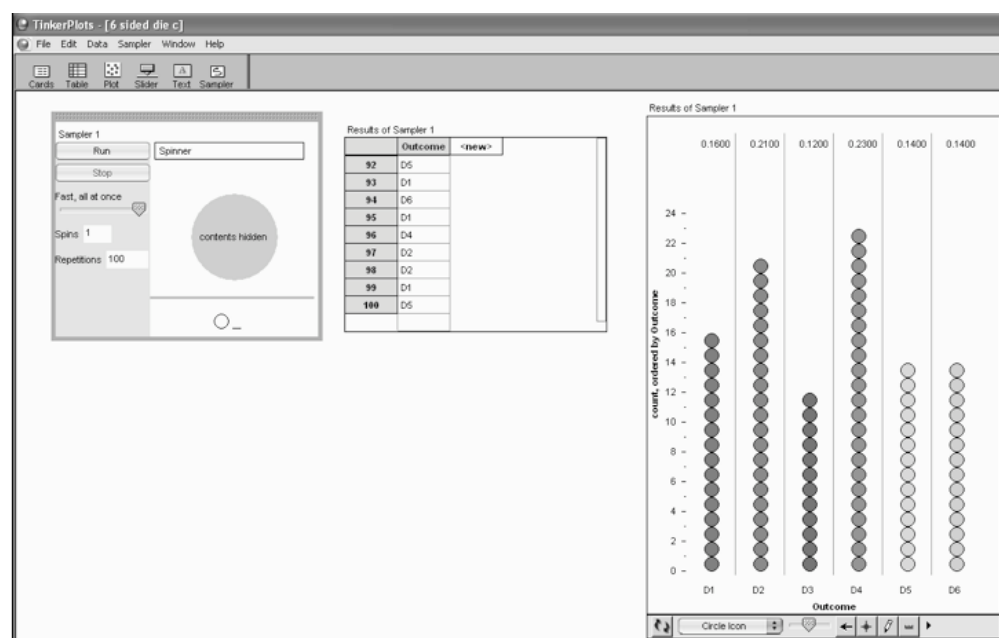 TinkerPlots - [6 sided die c]
File Edit Data Sampler Window Help
Cards Table Plot Slider Text Sampler
Sampler 1
Run
Spinner
Stop
Fast, all at once
Spins 1
Repetitions 100
contents hidden
Results of Sampler 1
Outcome <new>
92 D5
93 D1
94 D6
95 D1
96 D4
97 D2
98 D2
99 D1
100 D5
Results of Sampler 1
0.1600 0.2100 0.1200 0.2300 0.1400 0.1400
24
22
20
18
16
14
12
10
8
6
4
2
0
count, ordered by Outcome
D1 D2 D3 D4 D5 D6
Outcome
Circle Icon